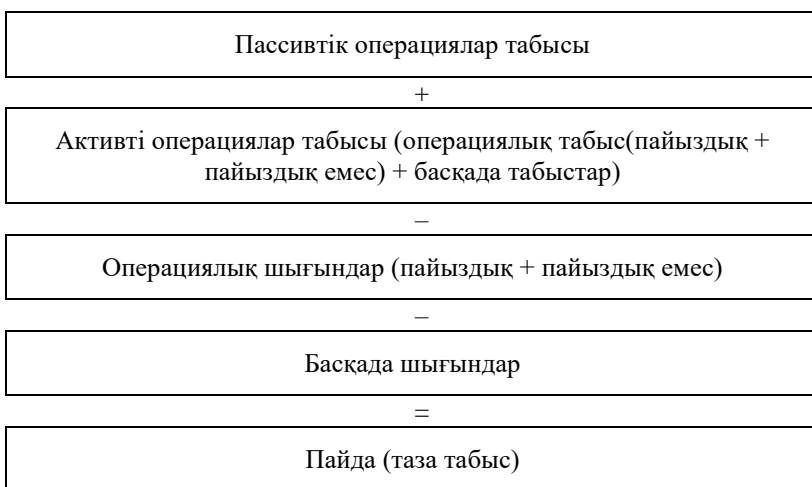 Пассивтік операциялар табысы
+
Активті операциялар табысы (операциялық табыс(пайыздық +
пайыздық емес) + басқада табыстар)
–
Операциялық шығындар (пайыздық + пайыздық емес)
–
Басқада шығындар
=
Пайда (таза табыс)